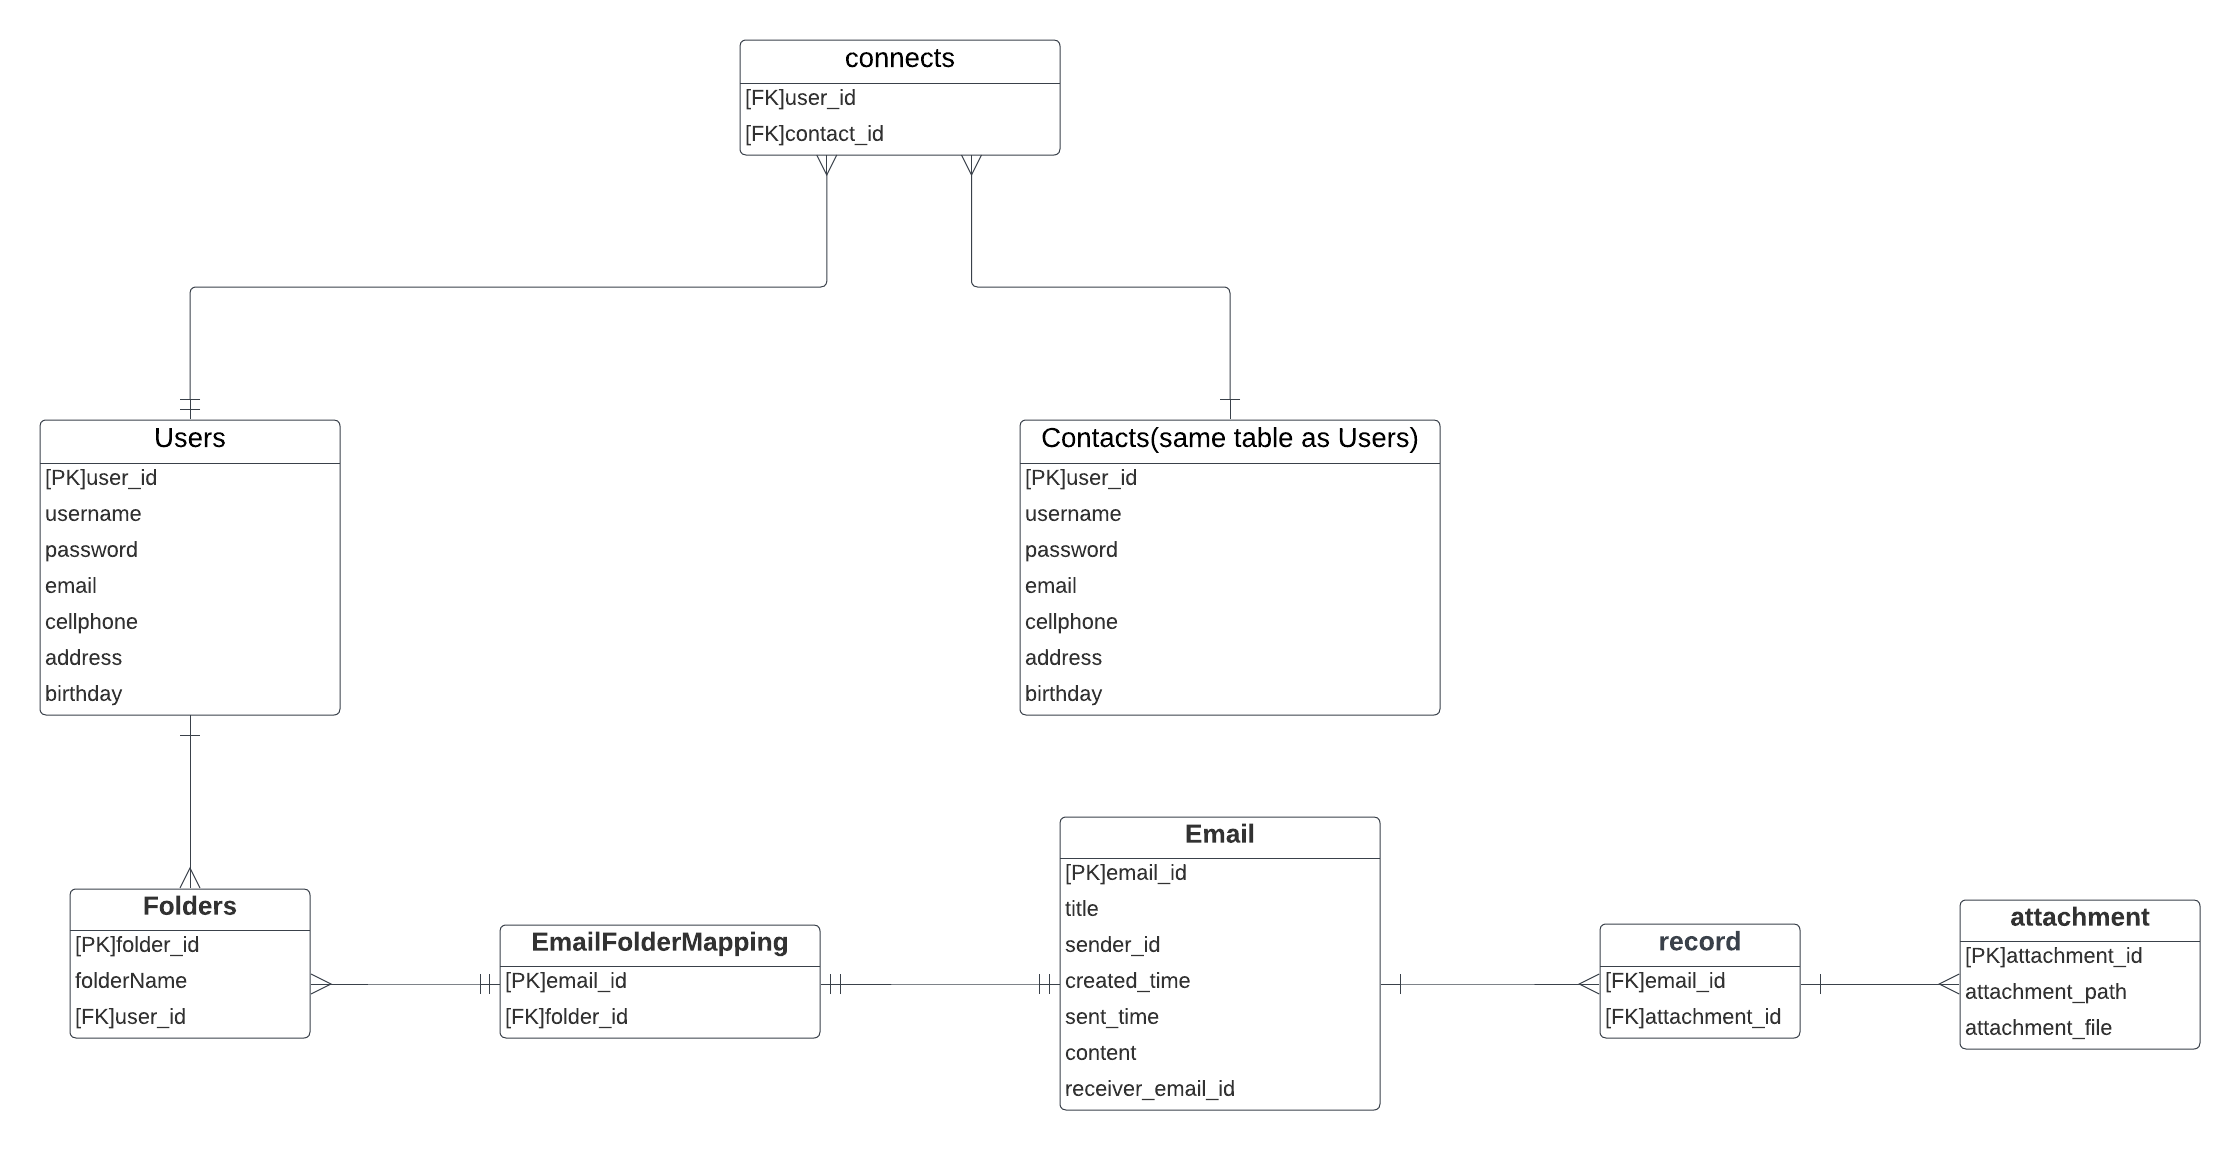 connects
[FK]user_id
[FK]contact_id
Users
[PK]user_id
username
password
email
cellphone
address
birthday
Contacts(same table as Users)
[PK]user_id
username
password
email
cellphone
address
birthday
Folders
[PK]folder_id
folderName
[FK]user_id
EmailFolderMapping
[PK]email_id
[FK]folder_id
Email
[PK]email_id
title
sender_id
created_time
sent_time
content
receiver_email_id
record
[FK]email_id
[FK]attachment_id
attachment
[PK]attachment_id
attachment_path
attachment_file